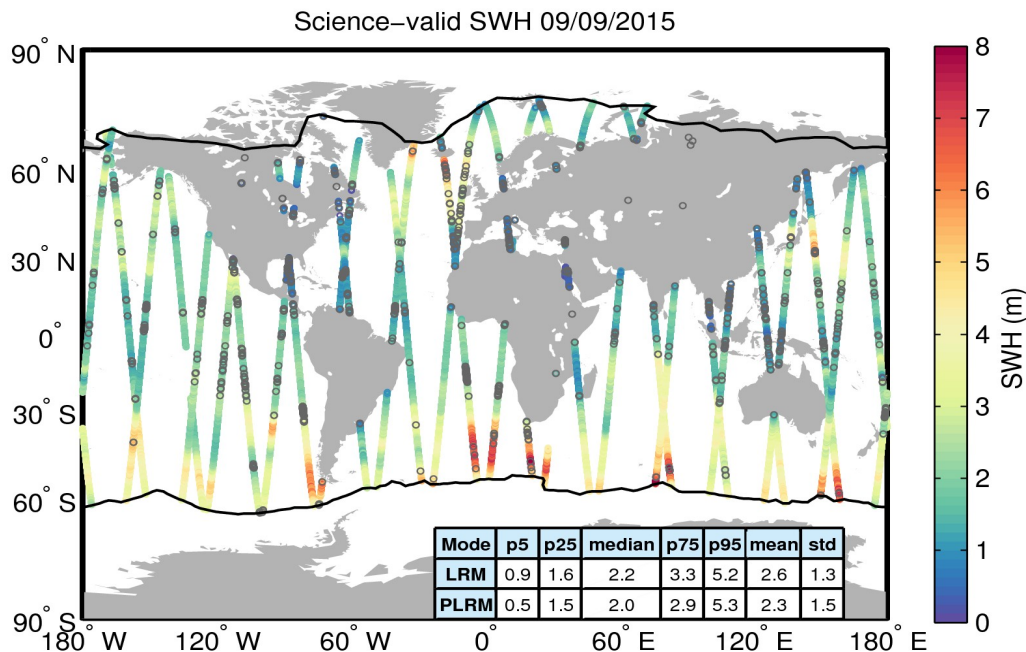 Science−valid SWH 09/09/2015
90° N
60° N
30° N
0°
30° S
60° S
90° S
180° W
120° W
60° W
0°
60° E
120° E
180° E
8
7
6
5
4
3
2
1
0
SWH (m)
Mode p5 p25 median p75 p95 mean std
LRM 0.9 1.6 2.2 3.3 5.2 2.6 1.3
PLRM 0.5 1.5 2.0 2.9 5.3 2.3 1.5